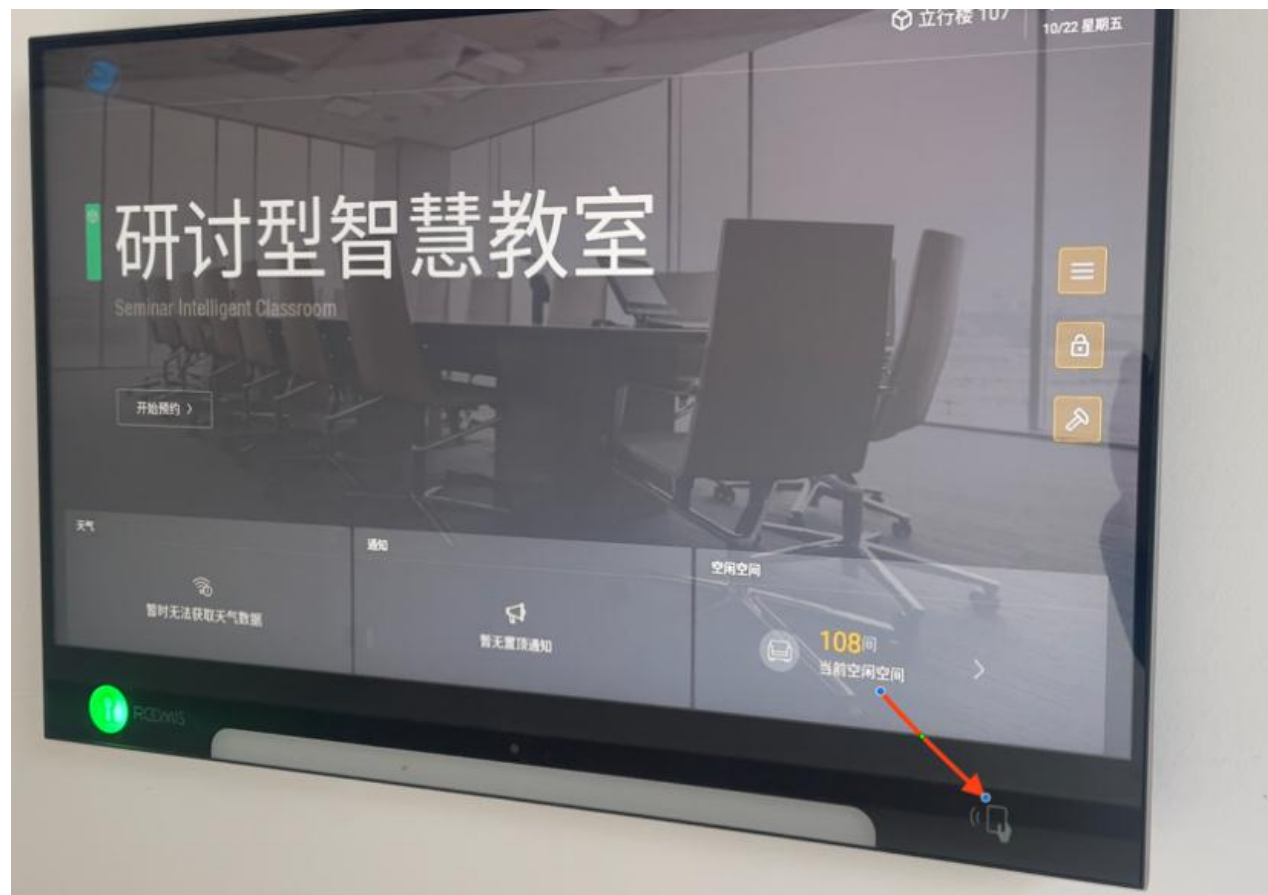 立行楼 107
10/22 星期五
研讨型智慧教室
Seminar Intelligent Classroom
开始预约 >
天气
暂时无法获取天气数据
通知
暂无置顶通知
空闲空间
108间
当前空闲空间
ROOMIS